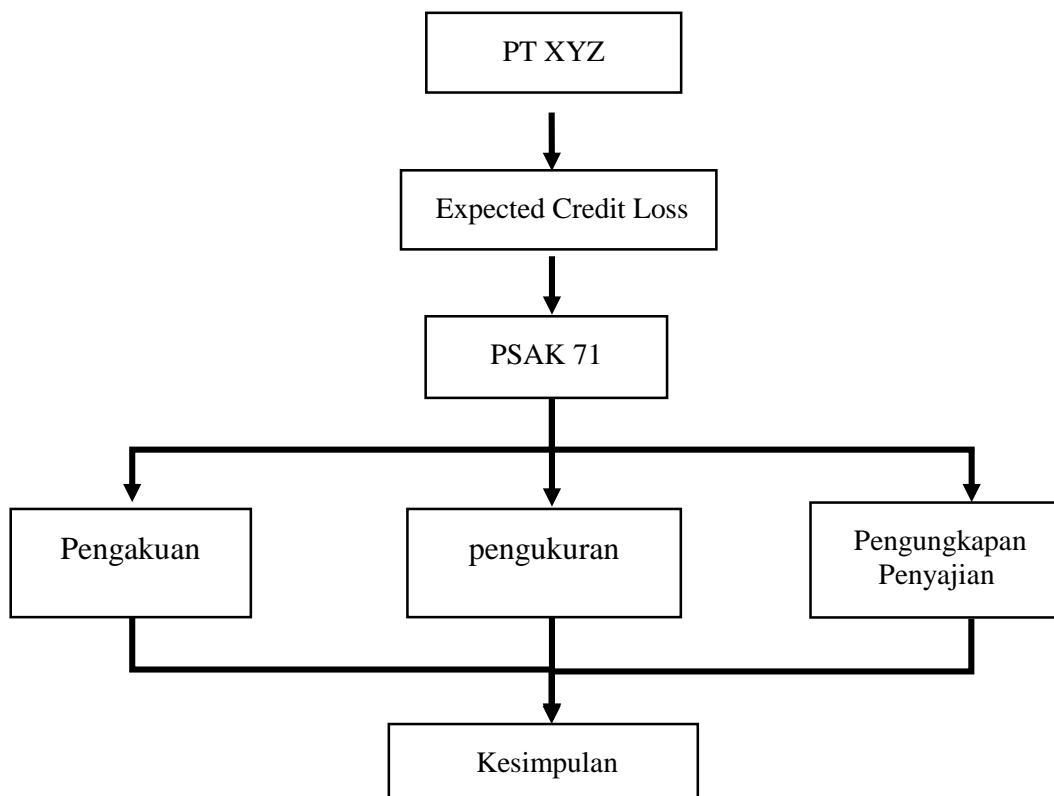 PT XYZ
Expected Credit Loss
PSAK 71
Pengakuan
pengukuran
Pengungkapan
Penyajian
Kesimpulan